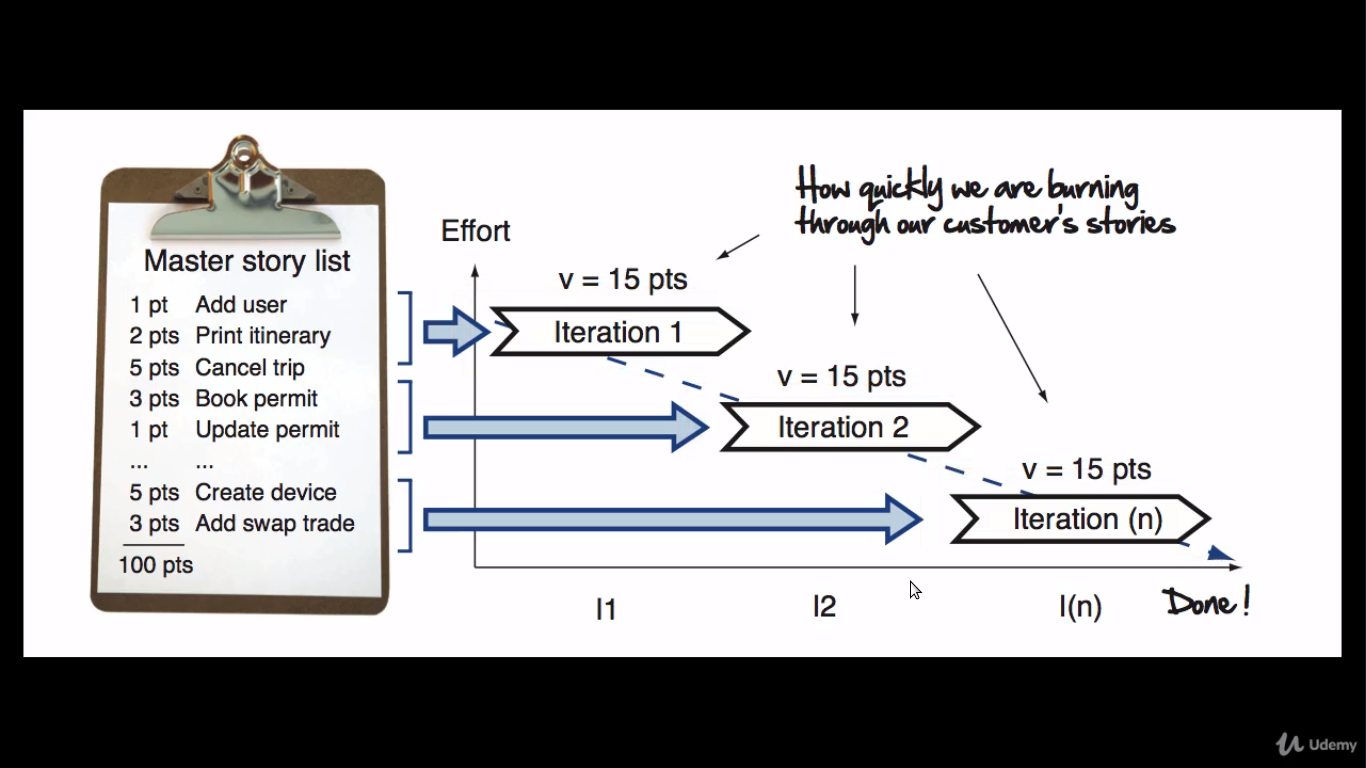 How quickly we are burning
through our customer's stories
Effort
Master story list
1 pt Add user
2 pts Print itinerary
5 pts Cancel trip
3 pts Book permit
1 pt Update permit
... ...
5 pts Create device
3 pts Add swap trade
100 pts
v = 15 pts
Iteration 1
v = 15 pts
Iteration 2
v = 15 pts
Iteration (n)
I1
I2
I(n)
Done!
Udemy